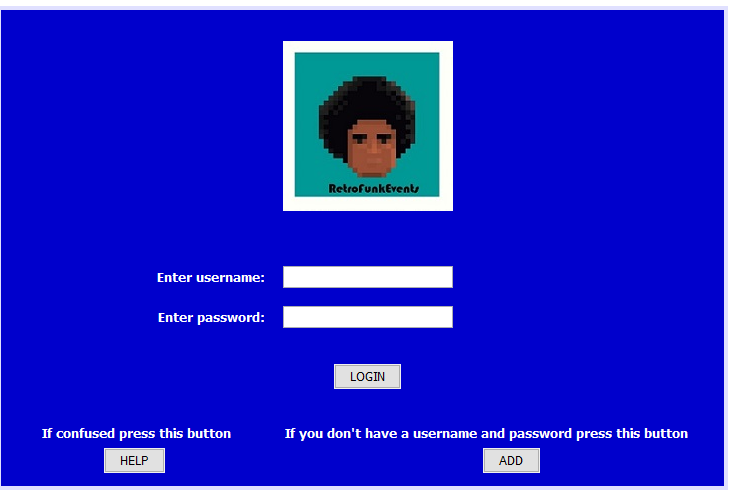 RetroFunkEvents
Enter username:
Enter password:
LOGIN
If confused press this button
If you don't have a username and password press this button
HELP
ADD